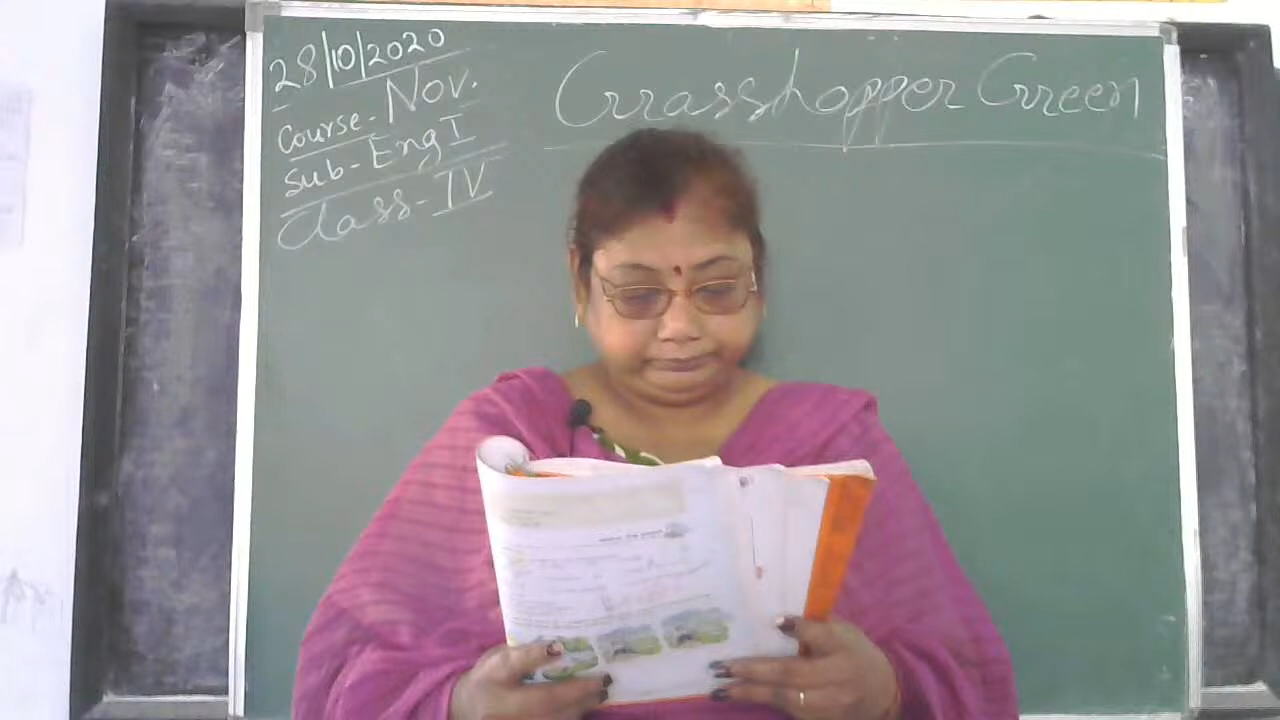 28/10/2020
Course- Nov.
Sub- Eng I
Class- IV
Grasshopper Green